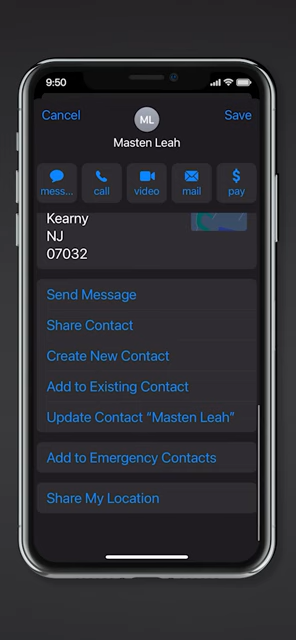 9:50
Cancel
ML
Save
Masten Leah
mess...
call
video
mail
pay
Kearny
NJ
07032
Send Message
Share Contact
Create New Contact
Add to Existing Contact
Update Contact “Masten Leah”
Add to Emergency Contacts
Share My Location